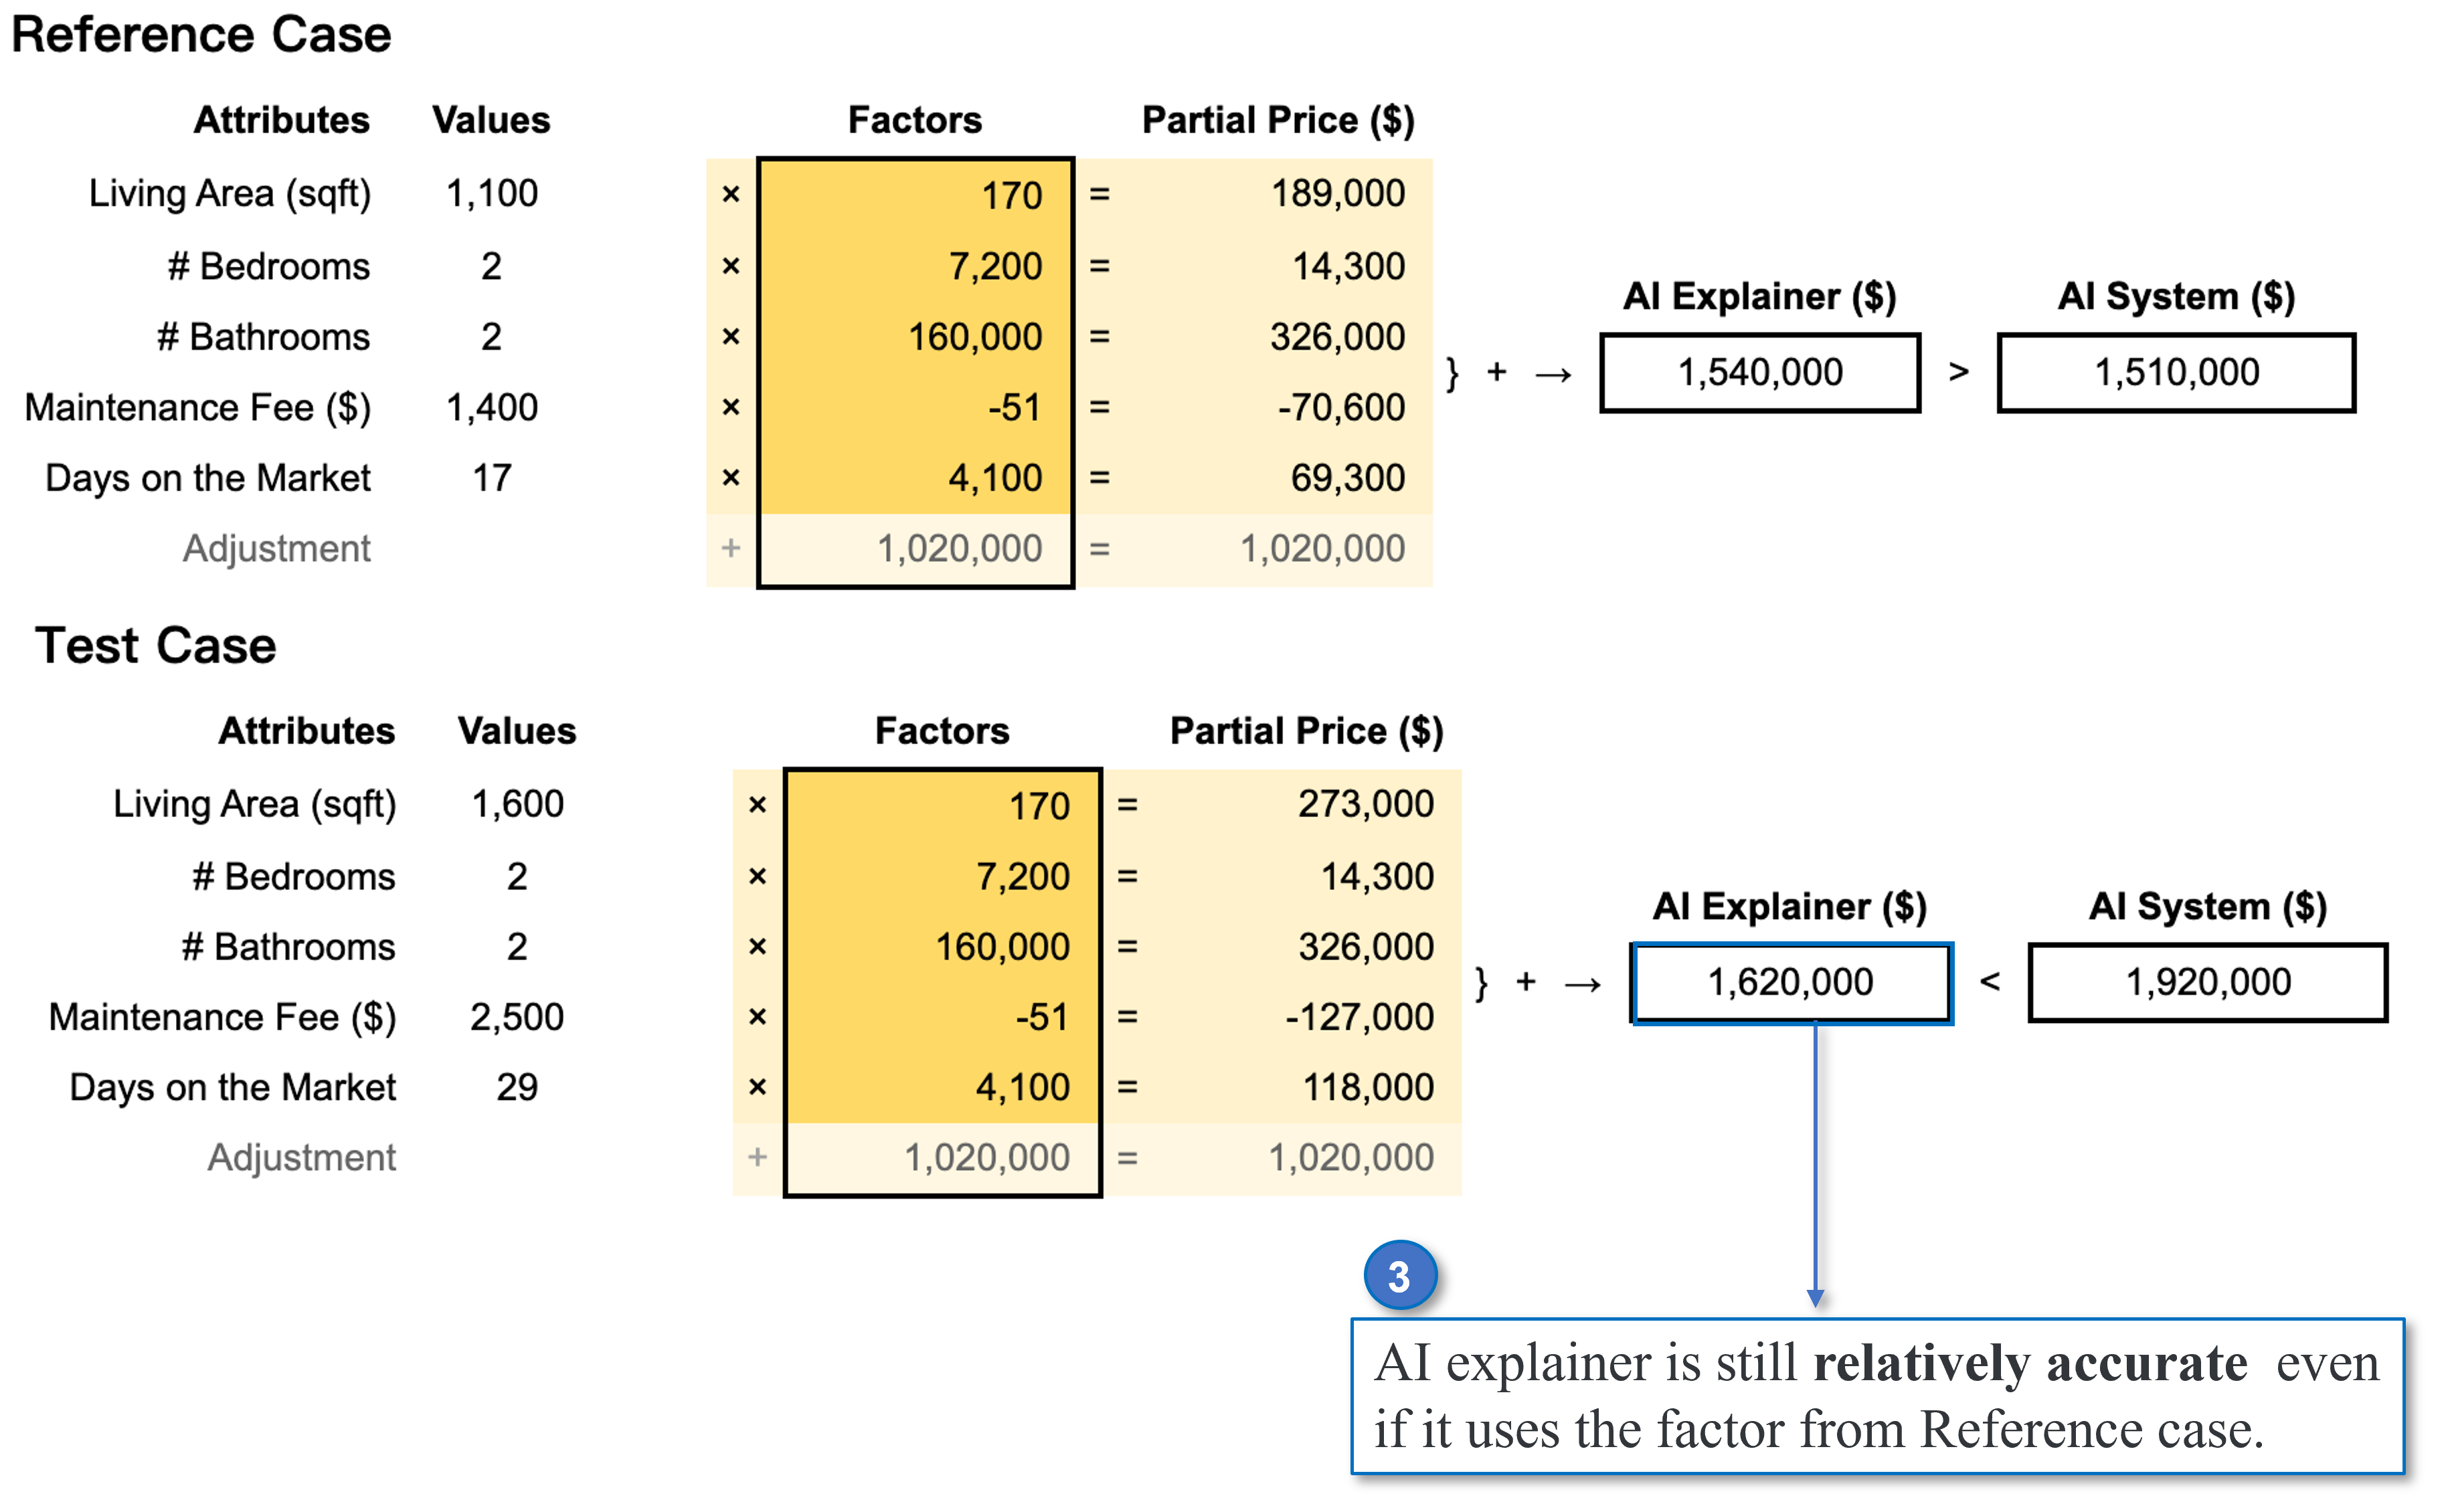 Reference Case
Attributes Values Factors Partial Price ($)
Living Area (sqft) 1,100 × 170 = 189,000
# Bedrooms 2 × 7,200 = 14,300
# Bathrooms 2 × 160,000 = 326,000
Maintenance Fee ($) 1,400 × -51 = -70,600
Days on the Market 17 × 4,100 = 69,300
Adjustment + 1,020,000 = 1,020,000
AI Explainer ($) AI System ($)
} + → 1,540,000 > 1,510,000
Test Case
Attributes Values Factors Partial Price ($)
Living Area (sqft) 1,600 × 170 = 273,000
# Bedrooms 2 × 7,200 = 14,300
# Bathrooms 2 × 160,000 = 326,000
Maintenance Fee ($) 2,500 × -51 = -127,000
Days on the Market 29 × 4,100 = 118,000
Adjustment + 1,020,000 = 1,020,000
AI Explainer ($) AI System ($)
} + → 1,620,000 < 1,920,000
3
AI explainer is still relatively accurate even
if it uses the factor from Reference case.